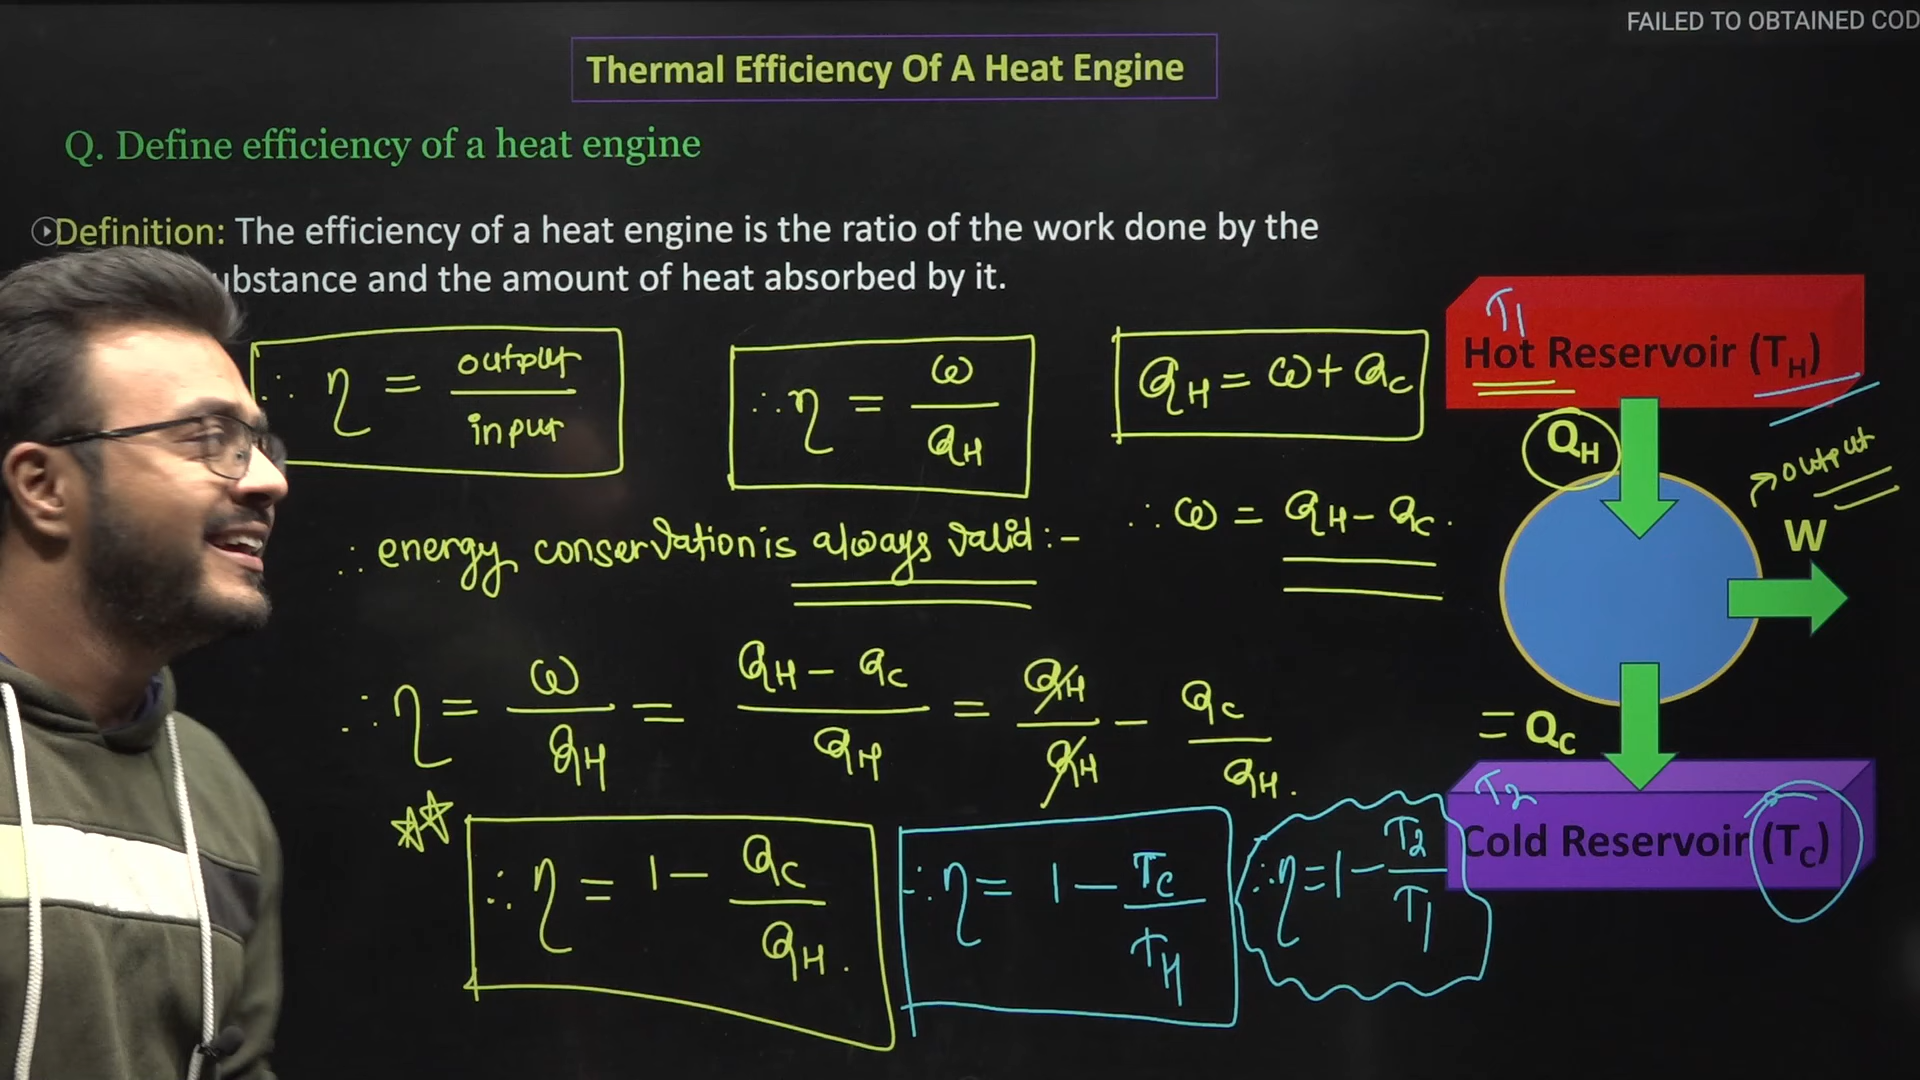 FAILED TO OBTAINED COD
Thermal Efficiency Of A Heat Engine
Q. Define efficiency of a heat engine
Definition: The efficiency of a heat engine is the ratio of the work done by the
ubstance and the amount of heat absorbed by it.
∴ η = output / input
∴ η = ω / Q_H
Q_H = ω + Q_C
T1
Hot Reservoir (T_H)
Q_H
output
W
∴ energy conservation is always valid :-
∴ ω = Q_H - Q_C.
∴ η = ω / Q_H = Q_H - Q_C / Q_H = Q_H / Q_H - Q_C / Q_H.
= Q_C
T2
Cold Reservoir (T_C)
∴ η = 1 - Q_C / Q_H.
∴ η = 1 - T_C / T_H
∴ η = 1 - T2 / T1